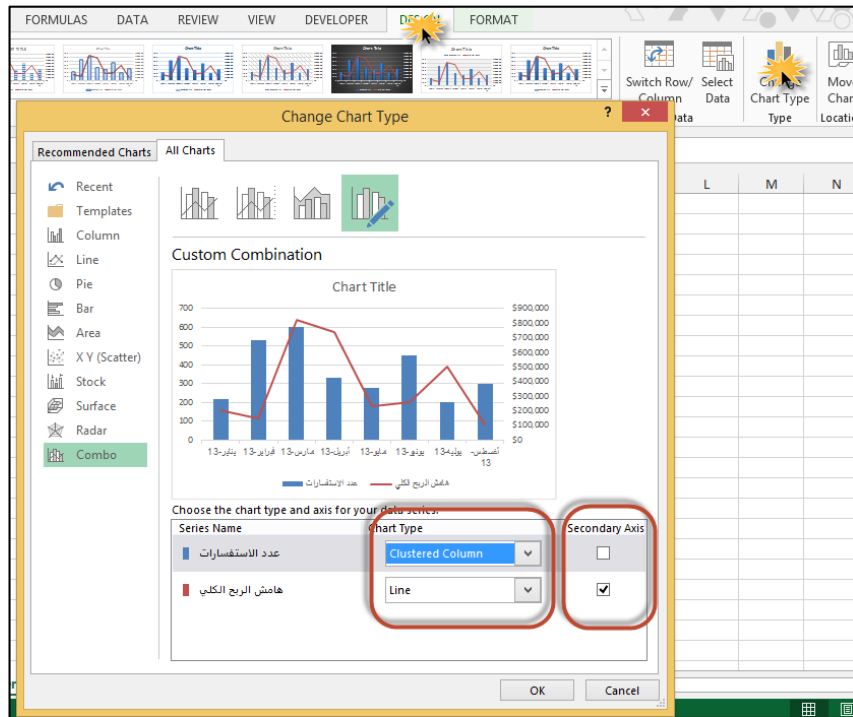 FORMULAS DATA REVIEW VIEW DEVELOPER FORMAT
Switch Row/ Column
Select Data
Chart Type
Data
Type
Change Chart Type
? ×
Recommended Charts
All Charts
Recent
Templates
Column
Line
Pie
Bar
Area
X Y (Scatter)
Stock
Surface
Radar
Combo
Custom Combination
Chart Title
700
600
500
400
300
200
100
0
$900,000
$800,000
$700,000
$600,000
$500,000
$400,000
$300,000
$200,000
$100,000
$0
يناير-13 فبراير-13 مارس-13 أبريل-13 مايو-13 يونيو-13 يوليه-13 أغسطس-13
عدد الاستفسارات هامش الربح الكلي
Choose the chart type and axis for your data series:
Series Name Chart Type Secondary Axis
عدد الاستفسارات Clustered Column
هامش الربح الكلي Line
OK Cancel
L M N